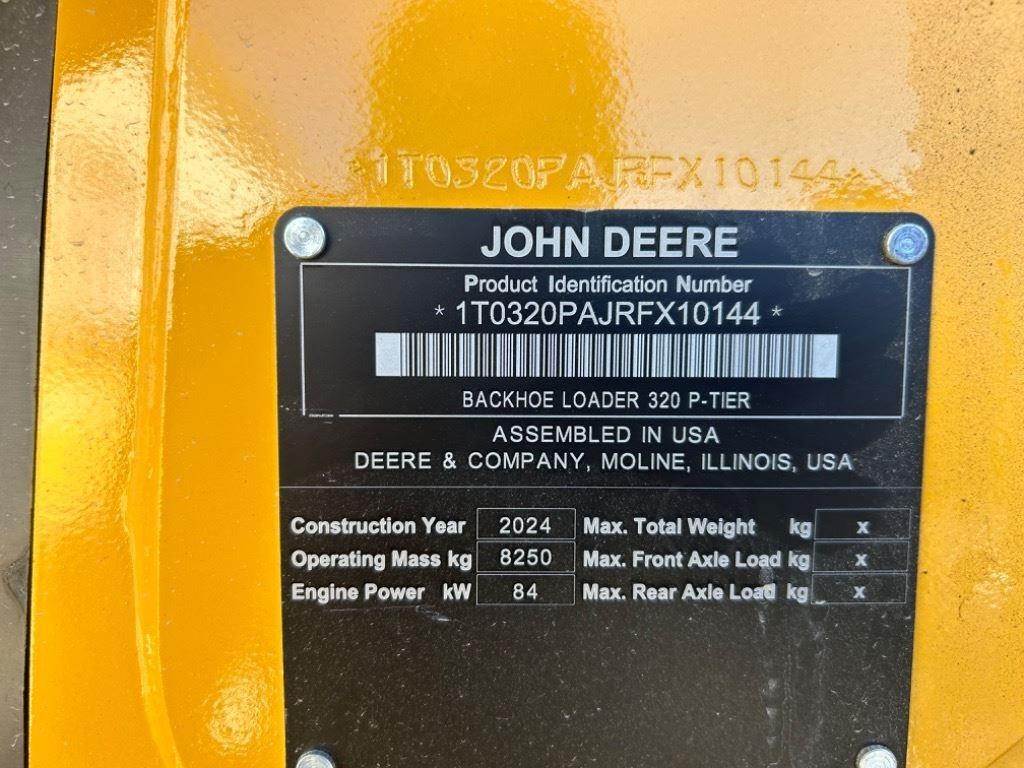 *1T0320PAJRFX10144*
JOHN DEERE
Product Identification Number
* 1T0320PAJRFX10144 *
BACKHOE LOADER 320 P-TIER
ASSEMBLED IN USA
DEERE & COMPANY, MOLINE, ILLINOIS, USA
Construction Year 2024 Max. Total Weight kg x
Operating Mass kg 8250 Max. Front Axle Load kg x
Engine Power kW 84 Max. Rear Axle Load kg x